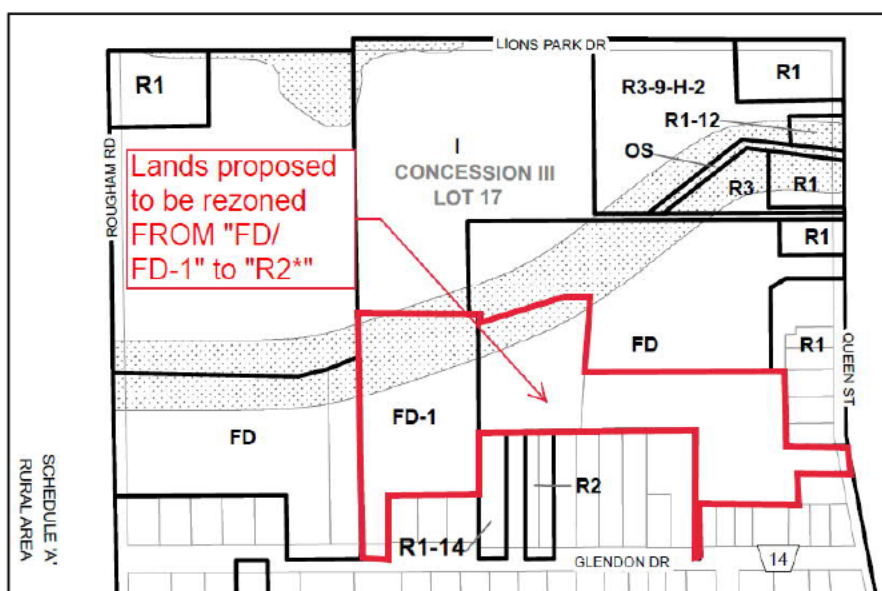 LIONS PARK DR
R1
R3-9-H-2
R1
R1-12
OS
I
CONCESSION III
LOT 17
R3
R1
ROUGHAM RD
Lands proposed
to be rezoned
FROM "FD/
FD-1" to "R2*"
R1
FD
R1
QUEEN ST
FD-1
FD
SCHEDULE 'A'
RURAL AREA
R2
R1-14
GLENDON DR
14